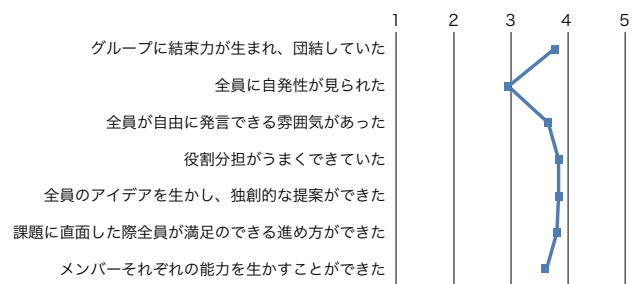 1 2 3 4 5
グループに結束力が生まれ、団結していた
全員に自発性が見られた
全員が自由に発言できる雰囲気があった
役割分担がうまくできていた
全員のアイデアを生かし、独創的な提案ができた
課題に直面した際全員が満足のできる進め方ができた
メンバーそれぞれの能力を生かすことができた